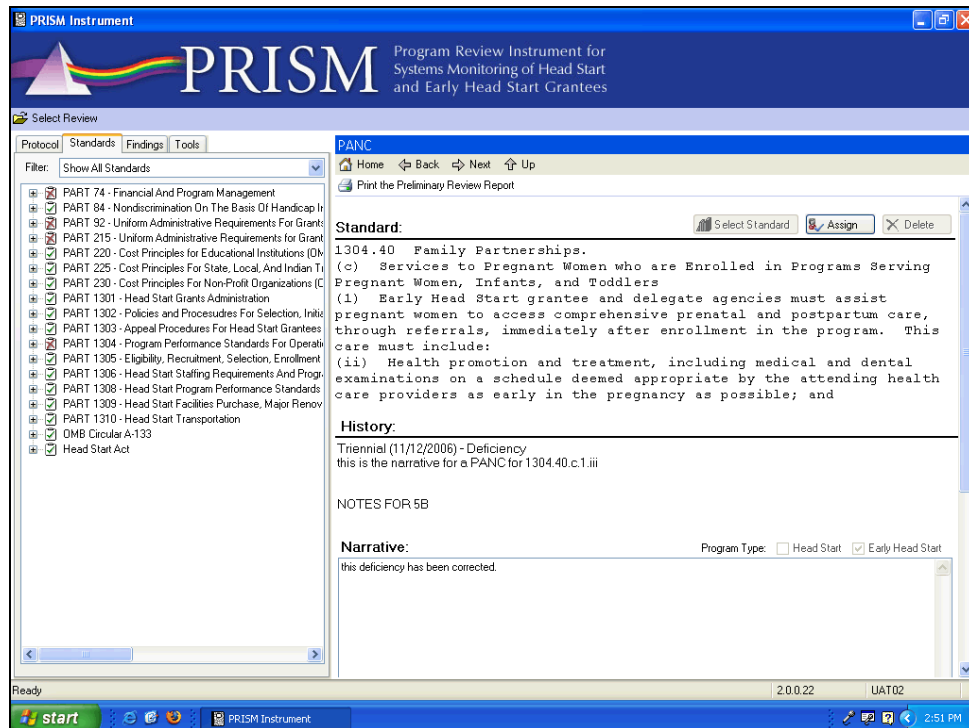 PRISM Instrument
PRISM
Program Review Instrument for
Systems Monitoring of Head Start
and Early Head Start Grantees
Select Review
Protocol Standards Findings Tools
Filter: Show All Standards
PART 74 - Financial And Program Management
PART 84 - Nondiscrimination On The Basis Of Handicap Ir
PART 92 - Uniform Administrative Requirements For Grants
PART 215 - Uniform Administrative Requirements for Grant
PART 220 - Cost Principles for Educational Institutions (OM
PART 225 - Cost Principles For State, Local, And Indian Tr
PART 230 - Cost Principles For Non-Profit Organizations (C
PART 1301 - Head Start Grants Administration
PART 1302 - Policies and Procesudres For Selection, Initia
PART 1303 - Appeal Procedures For Head Start Grantees
PART 1304 - Program Performance Standards For Operati
PART 1305 - Eligibility, Recruitment, Selection, Enrollment
PART 1306 - Head Start Staffing Requirements And Progr
PART 1308 - Head Start Program Performance Standards
PART 1309 - Head Start Facilities Purchase, Major Renov
PART 1310 - Head Start Transportation
OMB Circular A-133
Head Start Act
PANC
Home Back Next Up
Print the Preliminary Review Report
Standard: Select Standard Assign Delete
1304.40 Family Partnerships.
(c) Services to Pregnant Women who are Enrolled in Programs Serving
Pregnant Women, Infants, and Toddlers
(1) Early Head Start grantee and delegate agencies must assist
pregnant women to access comprehensive prenatal and postpartum care,
through referrals, immediately after enrollment in the program. This
care must include:
(ii) Health promotion and treatment, including medical and dental
examinations on a schedule deemed appropriate by the attending health
care providers as early in the pregnancy as possible; and
History:
Triennial (11/12/2006) - Deficiency
this is the narrative for a PANC for 1304.40.c.1.iii
NOTES FOR 5B
Narrative: Program Type: Head Start Early Head Start
this deficiency has been corrected.
Ready 2.0.0.22 UAT02
start PRISM Instrument 2:51 PM